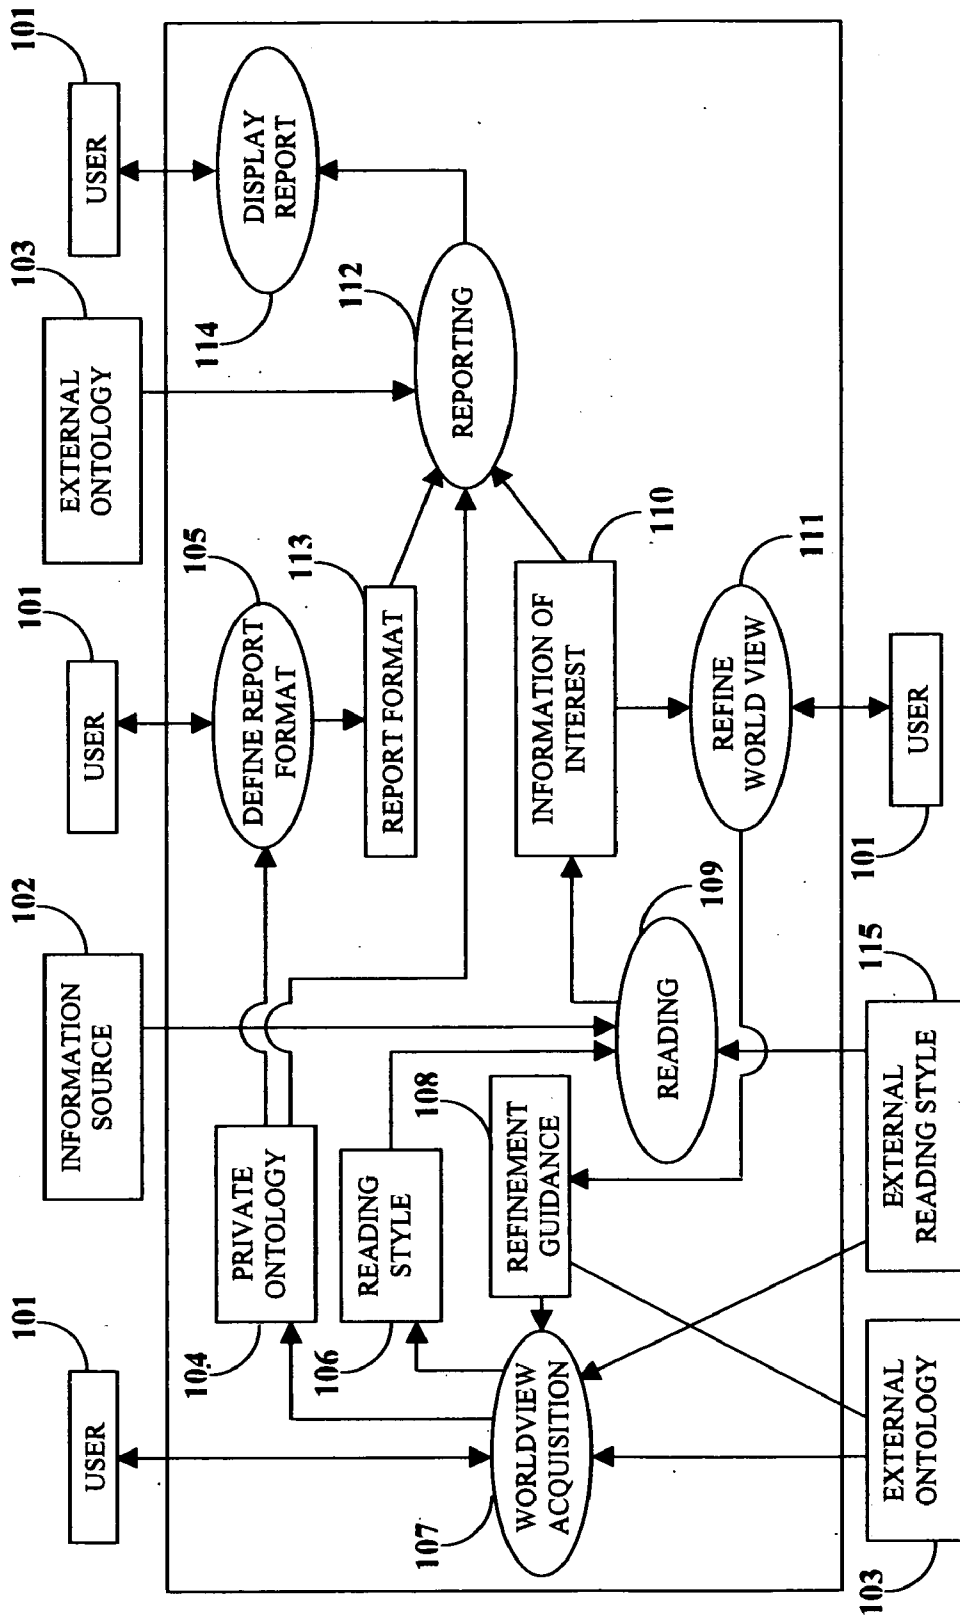 101
USER
102
INFORMATION
SOURCE
101
USER
103
EXTERNAL
ONTOLOGY
101
USER
104
PRIVATE
ONTOLOGY
105
DEFINE REPORT
FORMAT
114
DISPLAY
REPORT
106
READING
STYLE
113
REPORT FORMAT
112
REPORTING
107
WORLDVIEW
ACQUISITION
108
REFINEMENT
GUIDANCE
109
READING
110
INFORMATION OF
INTEREST
111
REFINE
WORLD VIEW
103
EXTERNAL
ONTOLOGY
115
EXTERNAL
READING STYLE
101
USER